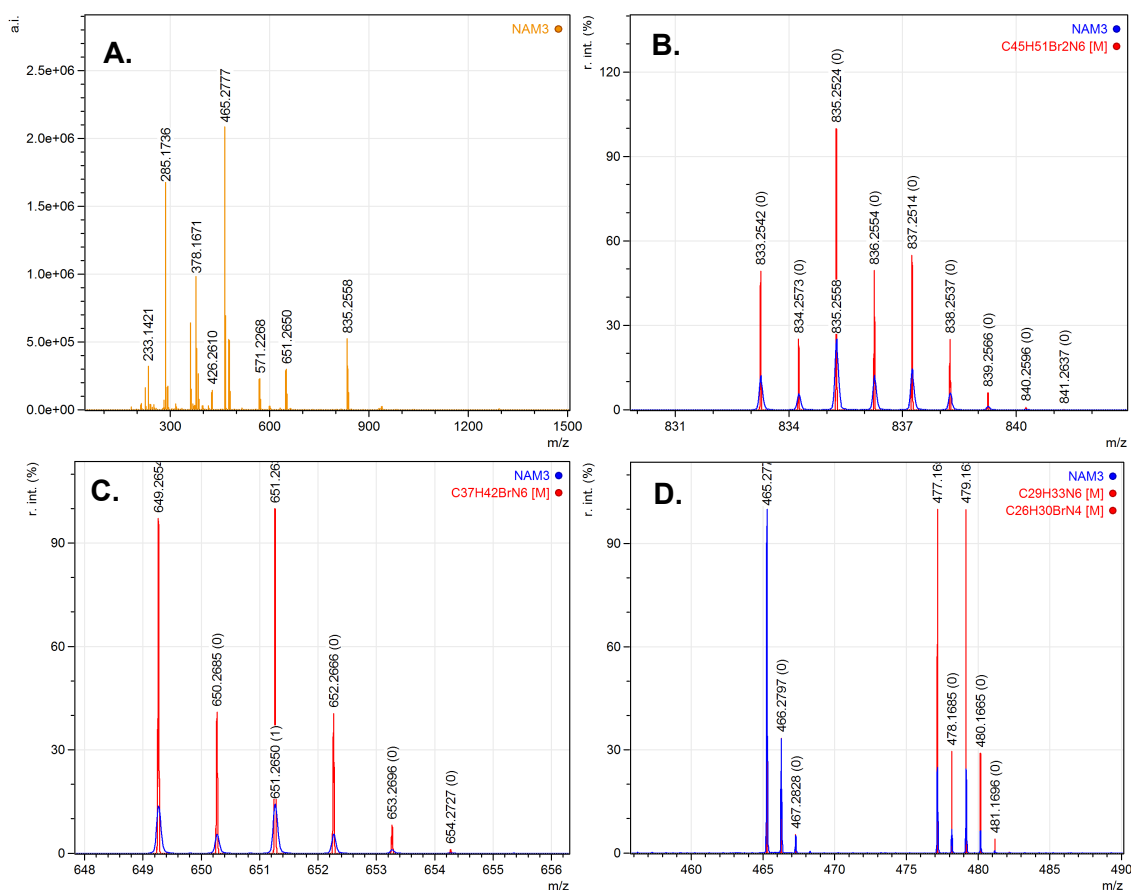 A.
a.i.
NAM3
2.5e+06
2.0e+06
1.5e+06
1.0e+06
5.0e+05
0.0e+00
233.1421
285.1736
378.1671
426.2610
465.2777
571.2268
651.2650
835.2558
300
600
900
1200
1500
m/z
B.
r. int. (%)
NAM3
C45H51Br2N6 [M]
120
90
60
30
0
833.2542 (0)
834.2573 (0)
835.2524 (0)
835.2558
836.2554 (0)
837.2514 (0)
838.2537 (0)
839.2566 (0)
840.2596 (0)
841.2637 (0)
831
834
837
840
m/z
C.
r. int. (%)
NAM3
C37H42BrN6 [M]
90
60
30
0
649.2654
650.2685 (0)
651.26
651.2650 (1)
652.2666 (0)
653.2696 (0)
654.2727 (0)
648
649
650
651
652
653
654
655
656
m/z
D.
r. int. (%)
NAM3
C29H33N6 [M]
C26H30BrN4 [M]
90
60
30
0
465.277
466.2797 (0)
467.2828 (0)
477.16
478.1685 (0)
479.16
480.1665 (0)
481.1696 (0)
460
465
470
475
480
485
490
m/z